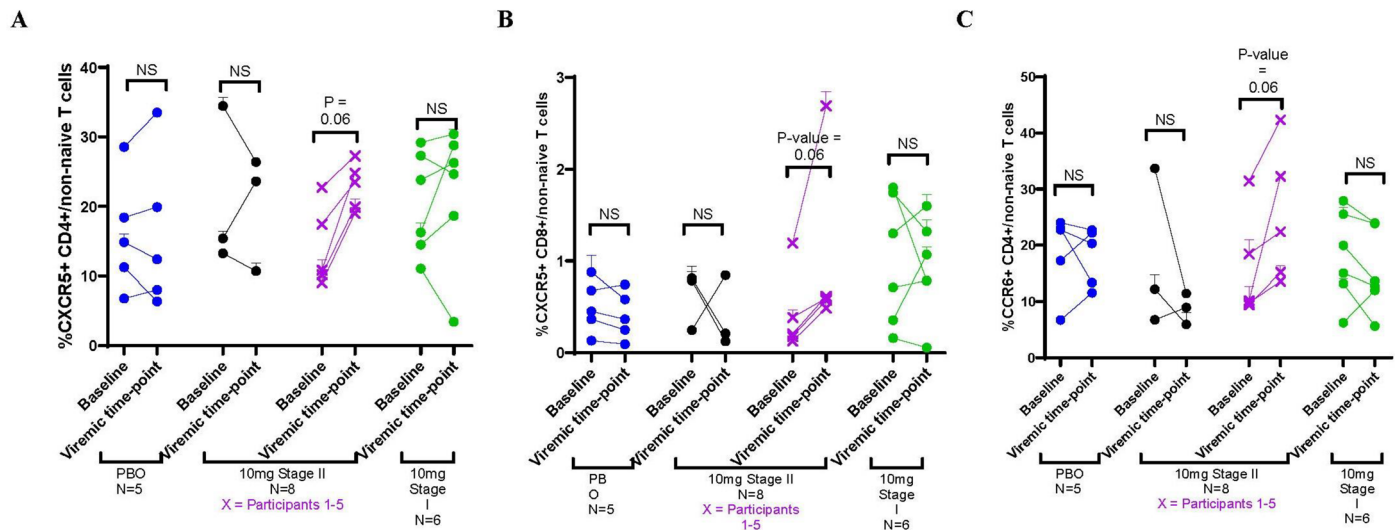 A
%CXCR5+ CD4+/non-naive T cells
40
30
20
10
0
NS
NS
P =
0.06
NS
Baseline
Viremic time-point
Baseline
Viremic time-point
Baseline
Viremic time-point
Baseline
Viremic time-point
PBO
N=5
10mg Stage II
N=8
X = Participants 1-5
10mg
Stage
I
N=6
B
%CXCR5+ CD8+/non-naive T cells
3
2
1
0
NS
NS
P-value =
0.06
NS
Baseline
Viremic time-point
Baseline
Viremic time-point
Baseline
Viremic time-point
Baseline
Viremic time-point
PB
O
N=5
10mg Stage II
N=8
X = Participants
1-5
10mg
Stage
I
N=6
C
%CCR6+ CD4+/non-naive T cells
50
40
30
20
10
0
NS
NS
P-value
=
0.06
NS
Baseline
Viremic time-point
Baseline
Viremic time-point
Baseline
Viremic time-point
Baseline
Viremic time-point
PBO
N=5
10mg Stage II
N=8
X = Participants 1-5
10mg
Stage
I
N=6